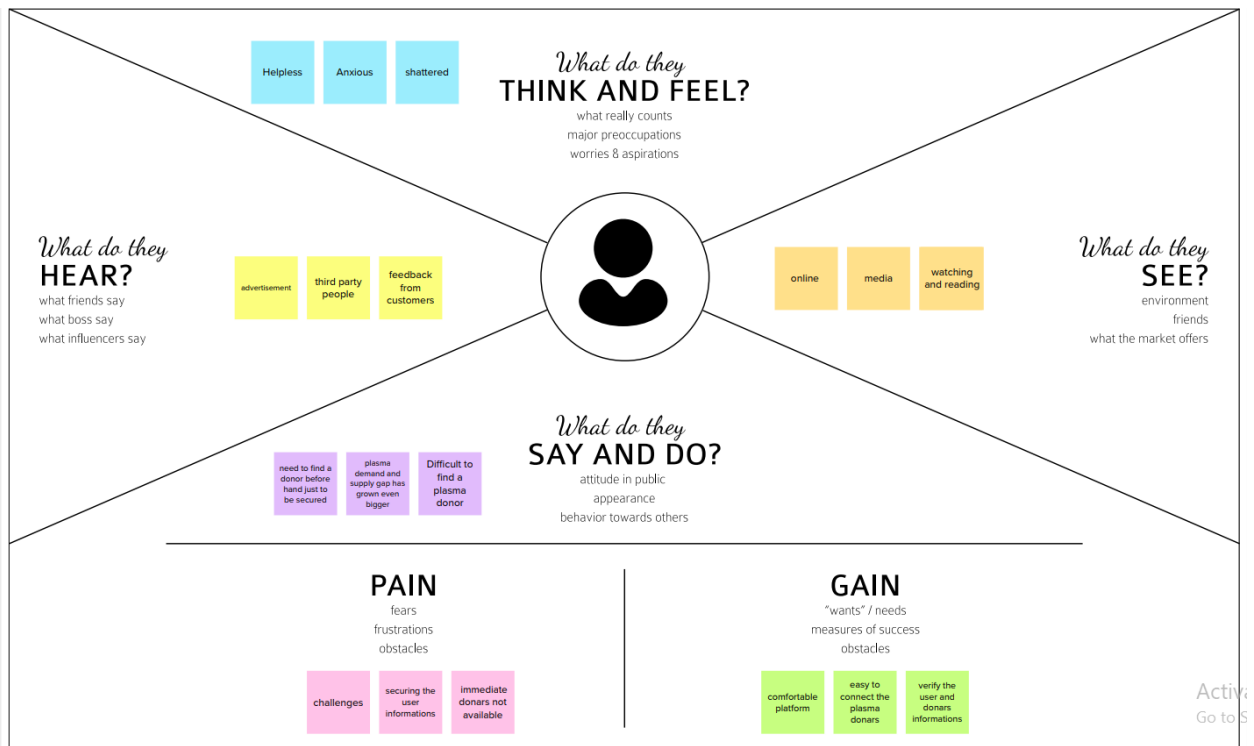 Helpless
Anxious
shattered
What do they
THINK AND FEEL?
what really counts
major preoccupations
worries & aspirations
What do they
HEAR?
what friends say
what boss say
what influencers say
advertisement
third party
people
feedback
from
customers
online
media
watching
and reading
What do they
SEE?
environment
friends
what the market offers
What do they
SAY AND DO?
attitude in public
appearance
behavior towards others
need to find a
donor before
hand just to
be secured
plasma
demand and
supply gap has
grown even
bigger
Difficult to
find a
plasma
donor
PAIN
fears
frustrations
obstacles
challenges
securing the
user
informations
immediate
donars not
available
GAIN
"wants" / needs
measures of success
obstacles
comfortable
platform
easy to
connect the
plasma
donars
verify the
user and
donars
informations
Activa
Go to S